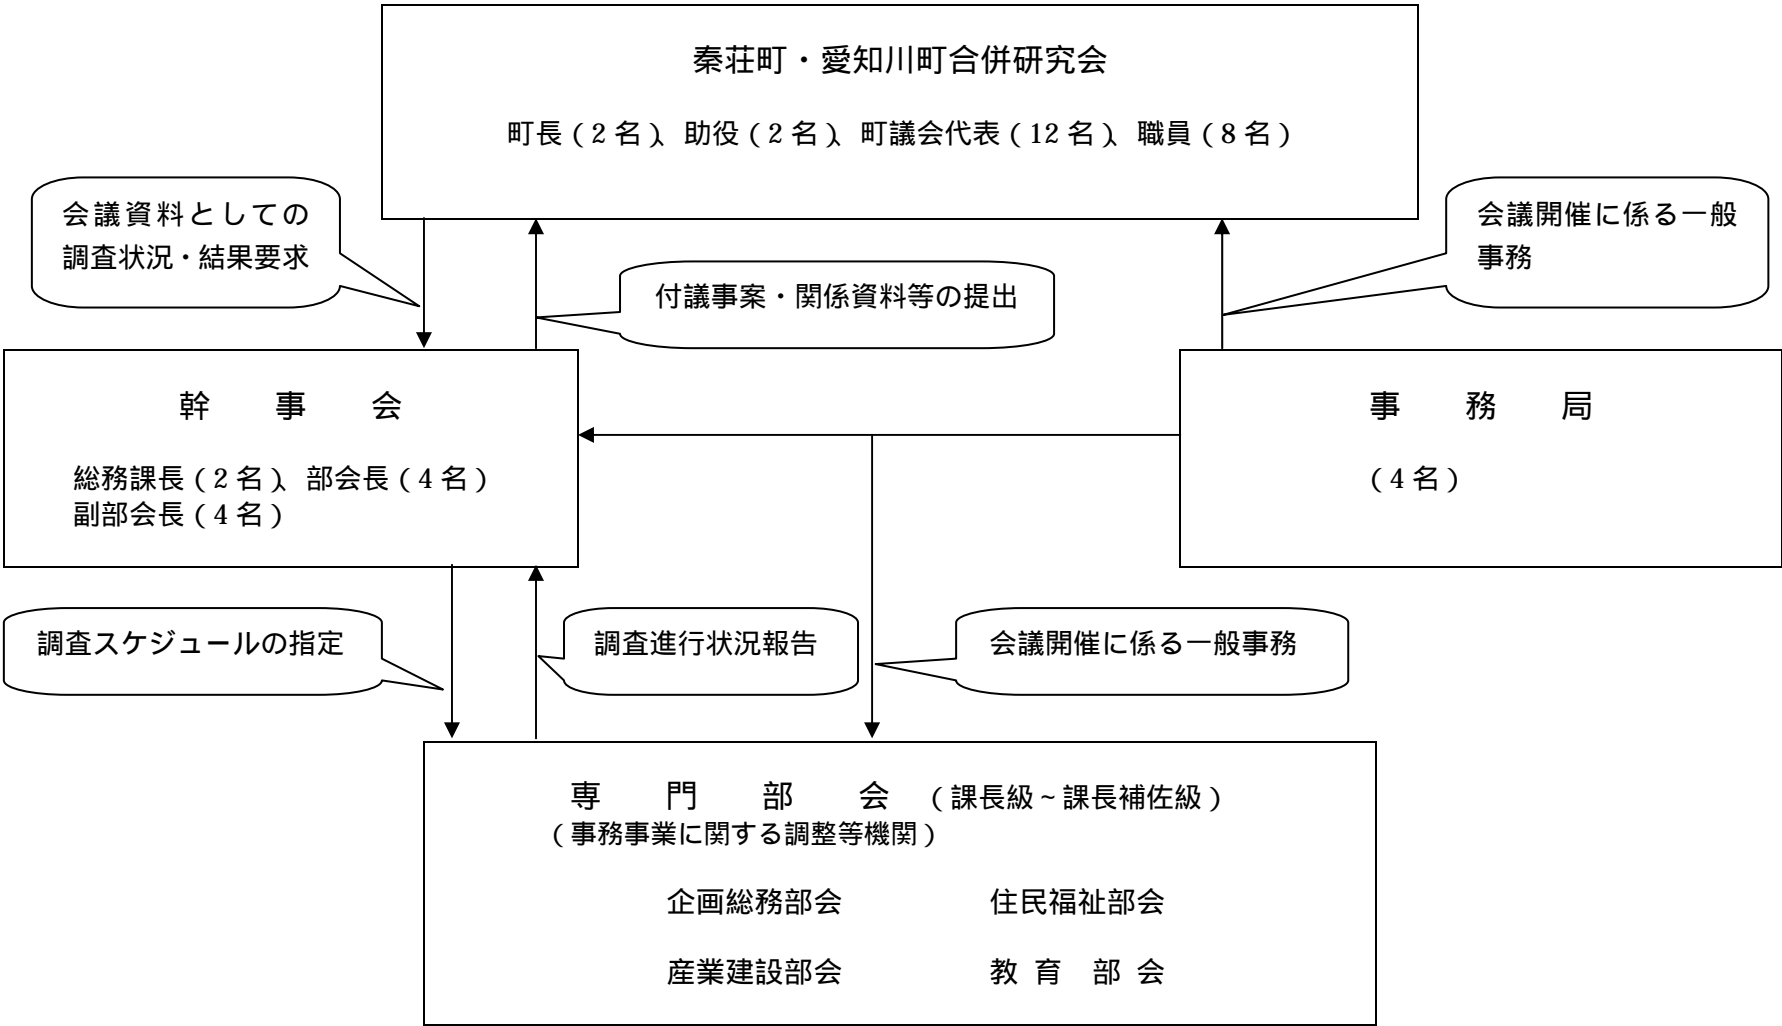 秦荘町・愛知川町合併研究会
町長（2名）、助役（2名）、町議会代表（12名）、職員（8名）
会議資料としての
調査状況・結果要求
会議開催に係る一般
事務
付議事案・関係資料等の提出
幹　事　会
総務課長（2名）、部会長（4名）
副部会長（4名）
事　務　局
（4名）
調査スケジュールの指定
調査進行状況報告
会議開催に係る一般事務
専　門　部　会　（課長級～課長補佐級）
（事務事業に関する調整等機関）
企画総務部会　住民福祉部会
産業建設部会　教育部会